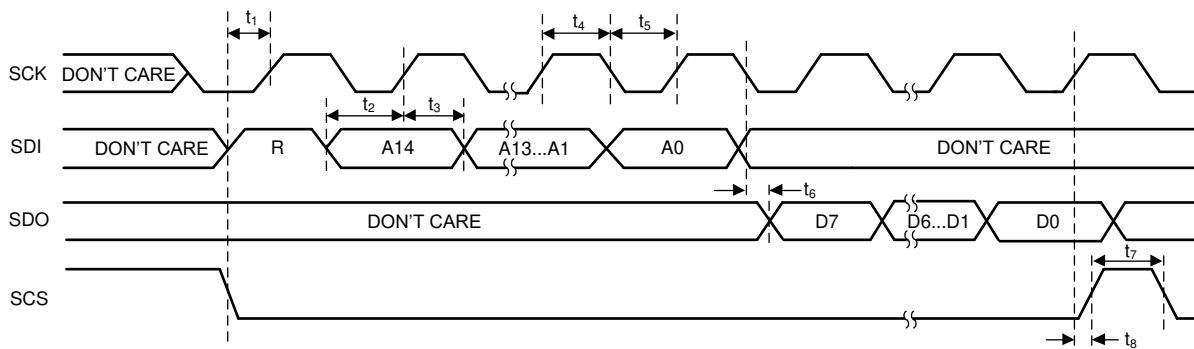 t1 t4 t5
SCK DON'T CARE
t2 t3
SDI DON'T CARE R A14 A13...A1 A0 DON'T CARE
t6
SDO DON'T CARE D7 D6...D1 D0
t7
SCS
t8